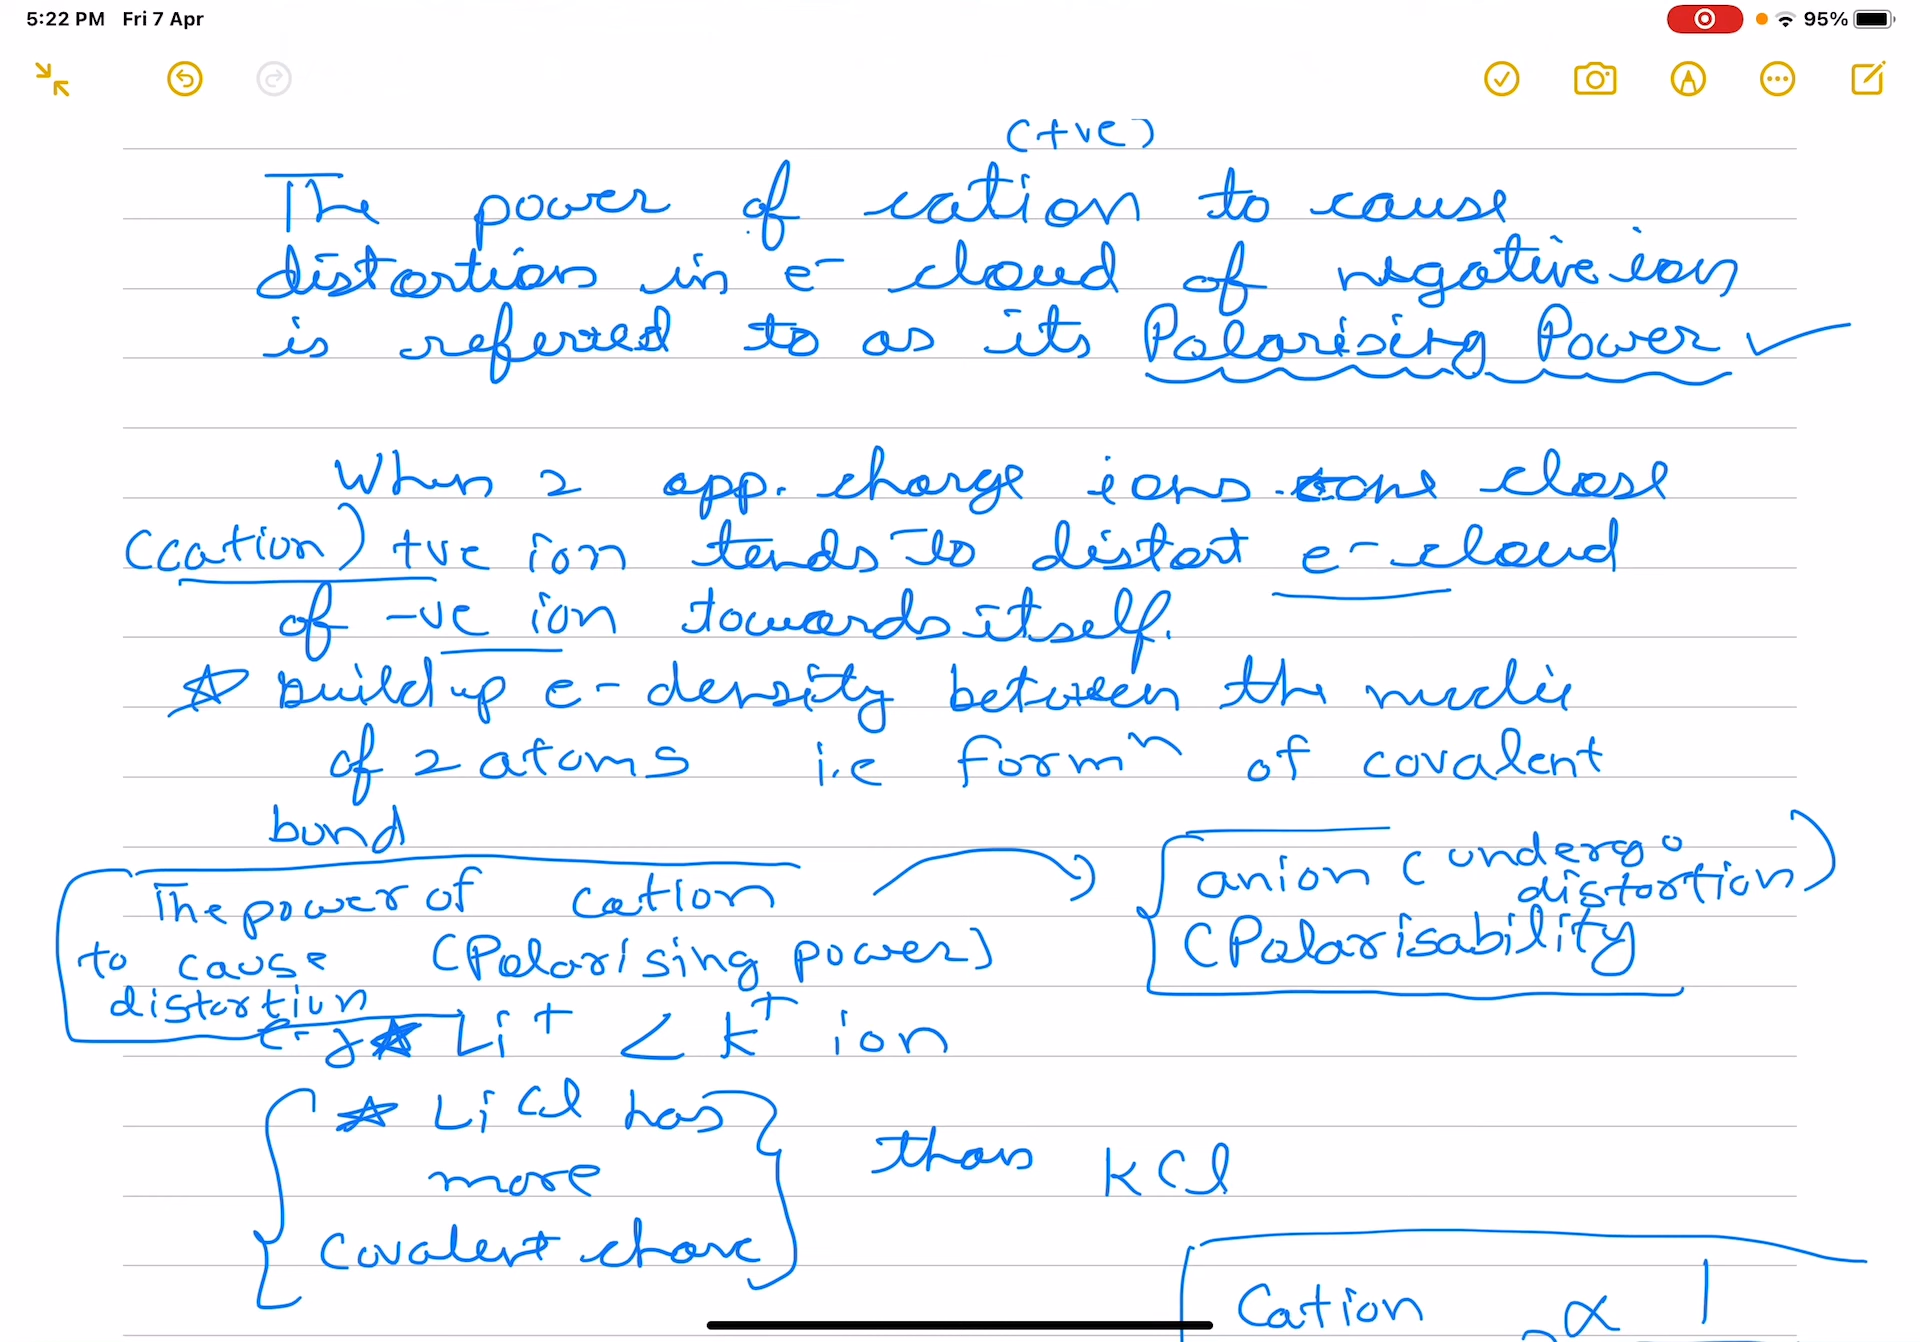 5:22 PM Fri 7 Apr
95%
(+ve)
The power of cation to cause
distortion in e⁻ cloud of negative ion
is referred to as its Polarising Power
When 2 opp. charge ions come close
(cation) +ve ion tends to distort e⁻ cloud
of -ve ion towards itself.
build up e- density between the nuclie
of 2 atoms i.e formⁿ of covalent
bond
The power of cation
to cause (Polarising power)
distortion
anion (undergo
distortion)
(Polarisability
e-g Li⁺ < K⁺ ion
LiCl has
more
covalent charc
than KCl
Cation ∝ 1